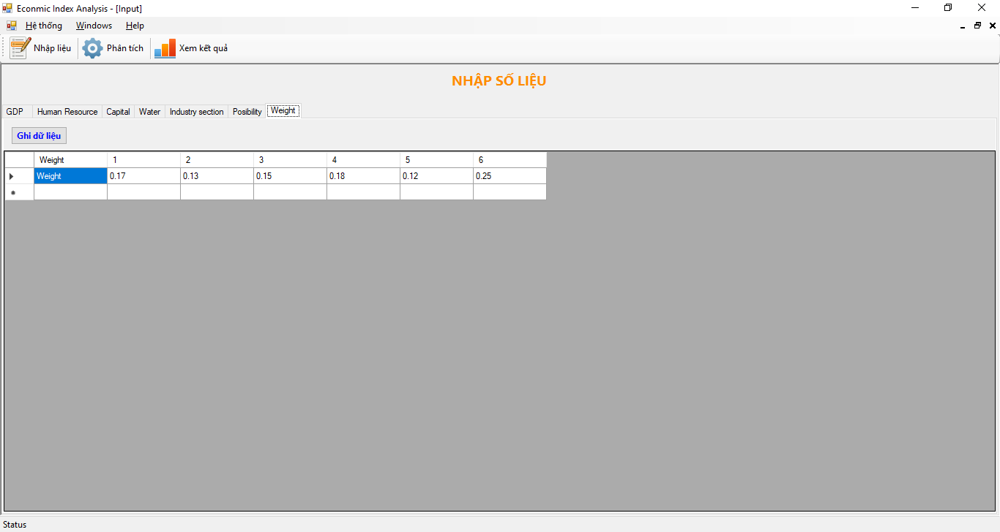 Econmic Index Analysis - [Input]
Hệ thống Windows Help
Nhập liệu Phân tích Xem kết quả
NHẬP SỐ LIỆU
GDP Human Resource Capital Water Industry section Posibility Weight
Ghi dữ liệu
Weight 1 2 3 4 5 6
Weight 0.17 0.13 0.15 0.18 0.12 0.25
Status